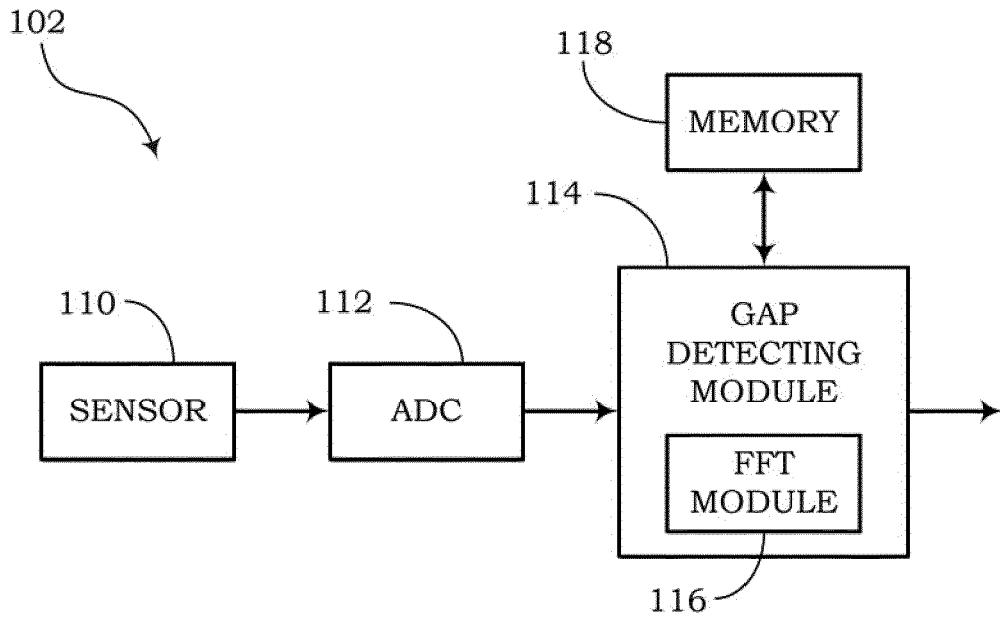 102
118
MEMORY
114
110
112
GAP
DETECTING
MODULE
SENSOR
ADC
FFT
MODULE
116